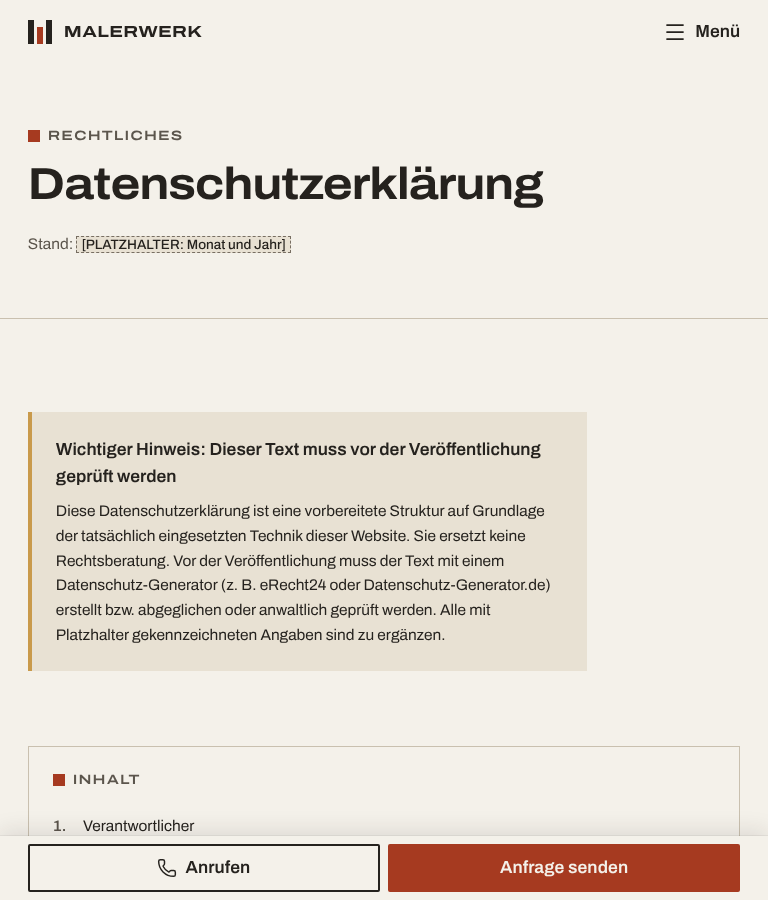 MALERWERK
Menü
RECHTLICHES
Datenschutzerklärung
Stand: [PLATZHALTER: Monat und Jahr]
Wichtiger Hinweis: Dieser Text muss vor der Veröffentlichung
geprüft werden
Diese Datenschutzerklärung ist eine vorbereitete Struktur auf Grundlage
der tatsächlich eingesetzten Technik dieser Website. Sie ersetzt keine
Rechtsberatung. Vor der Veröffentlichung muss der Text mit einem
Datenschutz-Generator (z. B. eRecht24 oder Datenschutz-Generator.de)
erstellt bzw. abgeglichen oder anwaltlich geprüft werden. Alle mit
Platzhalter gekennzeichneten Angaben sind zu ergänzen.
INHALT
1. Verantwortlicher
Anrufen
Anfrage senden